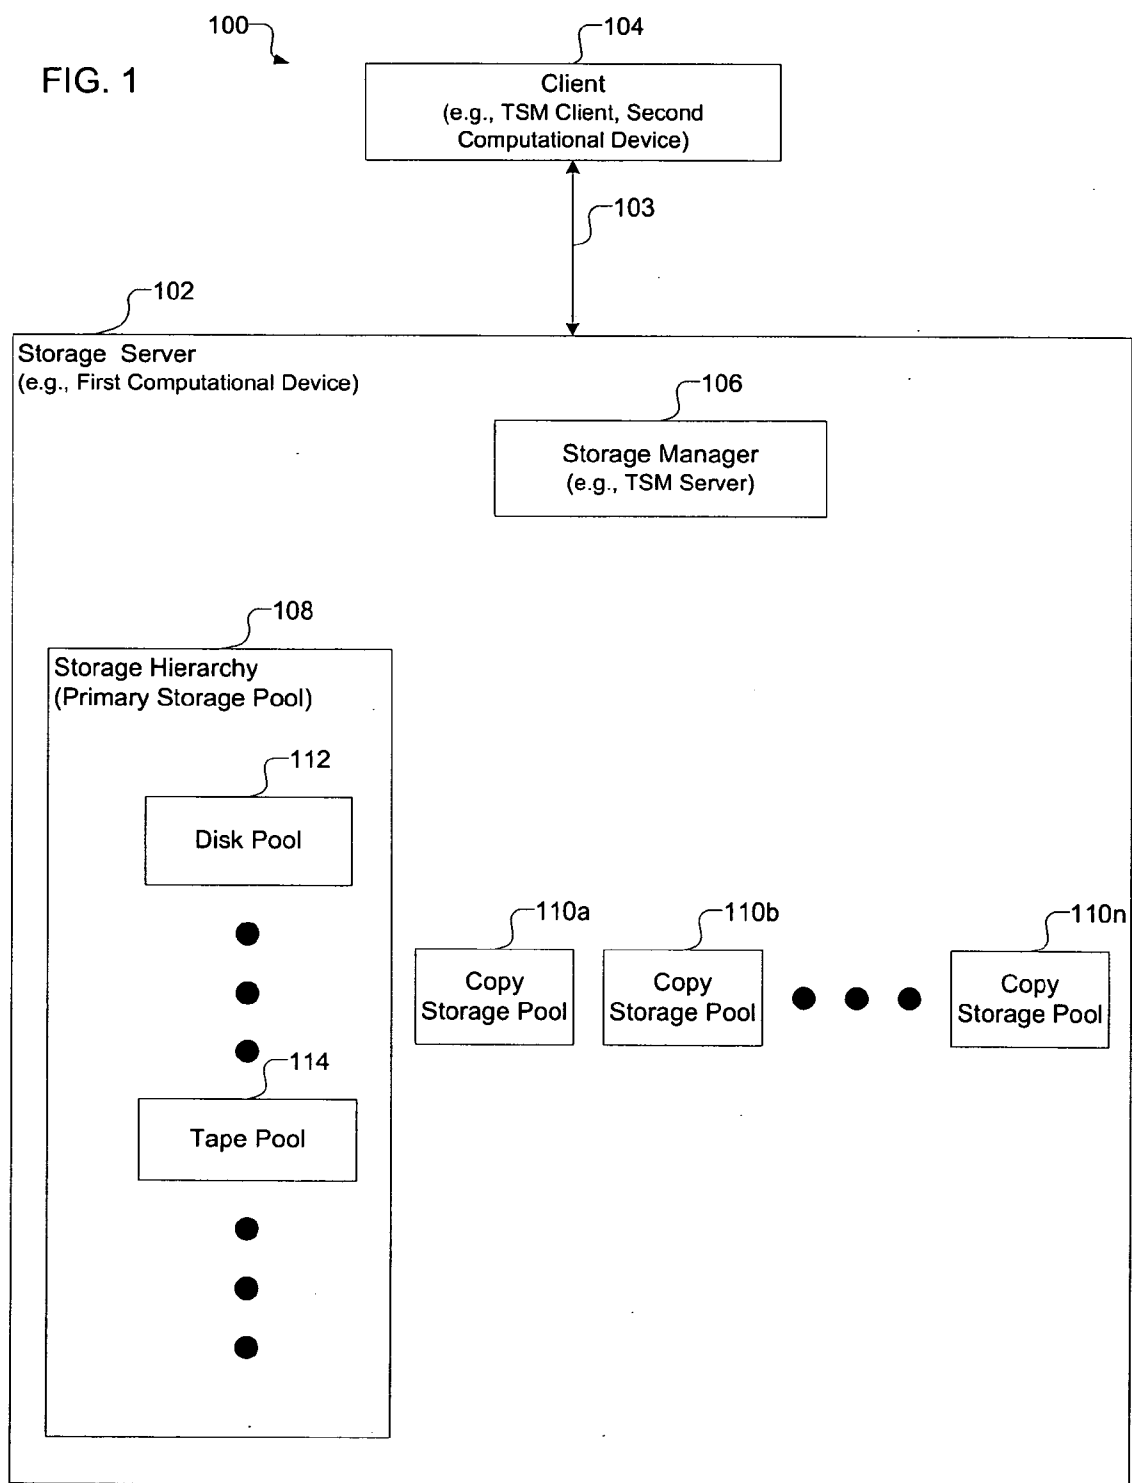 100
104
FIG. 1
Client
(e.g., TSM Client, Second
Computational Device)
103
102
Storage Server
(e.g., First Computational Device)
106
Storage Manager
(e.g., TSM Server)
108
Storage Hierarchy
(Primary Storage Pool)
112
Disk Pool
110a
110b
110n
Copy
Storage Pool
Copy
Storage Pool
Copy
Storage Pool
114
Tape Pool